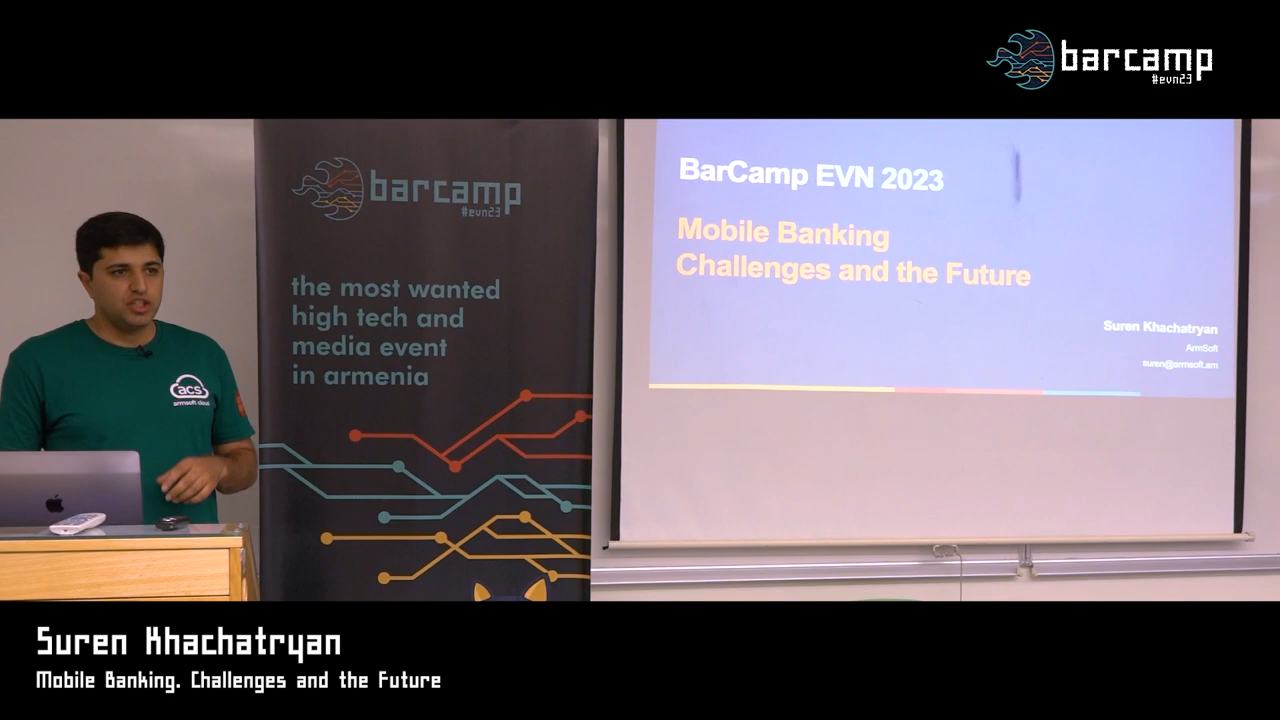 barcamp
#evn23
barcamp
#evn23
the most wanted
high tech and
media event
in armenia
acs
armsoft cloud
BarCamp EVN 2023
Mobile Banking
Challenges and the Future
Suren Khachatryan
ArmSoft
suren@armsoft.am
Suren Khachatryan
Mobile Banking. Challenges and the Future